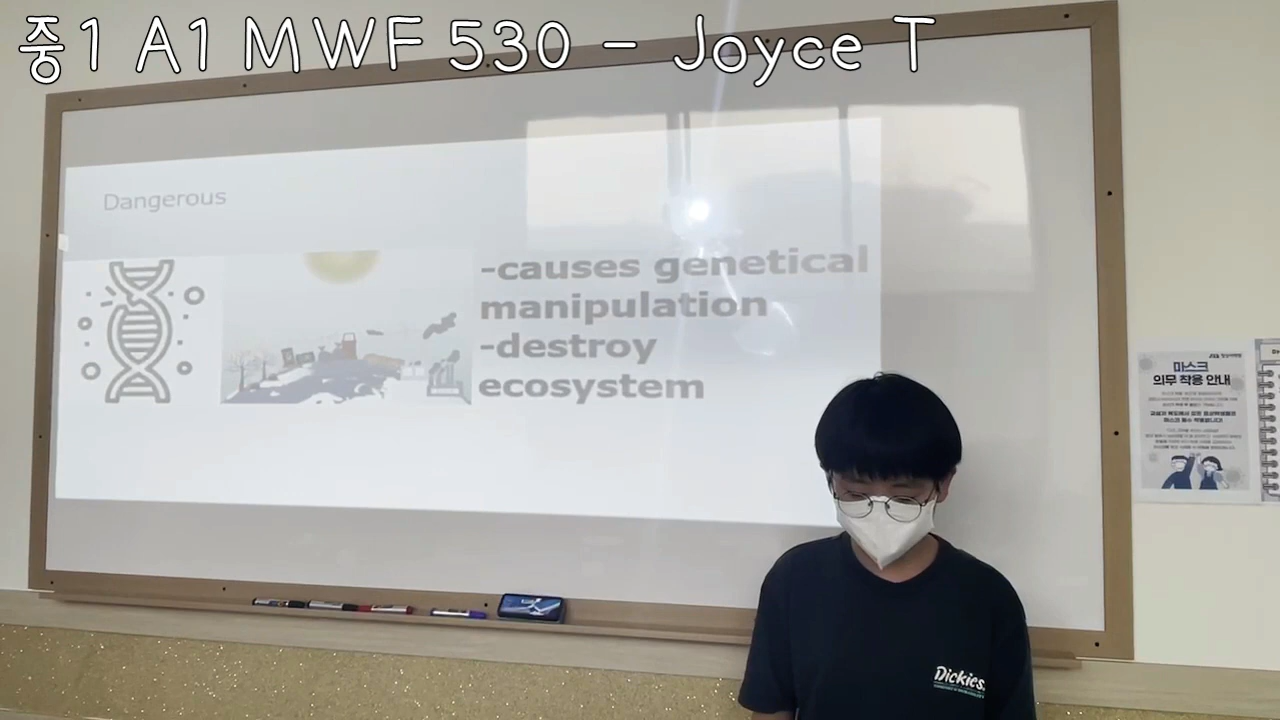 중1 A1 MWF 530 - Joyce T
Dangerous
-causes genetical
manipulation
-destroy
ecosystem
마스크
의무 착용 안내
Dickies